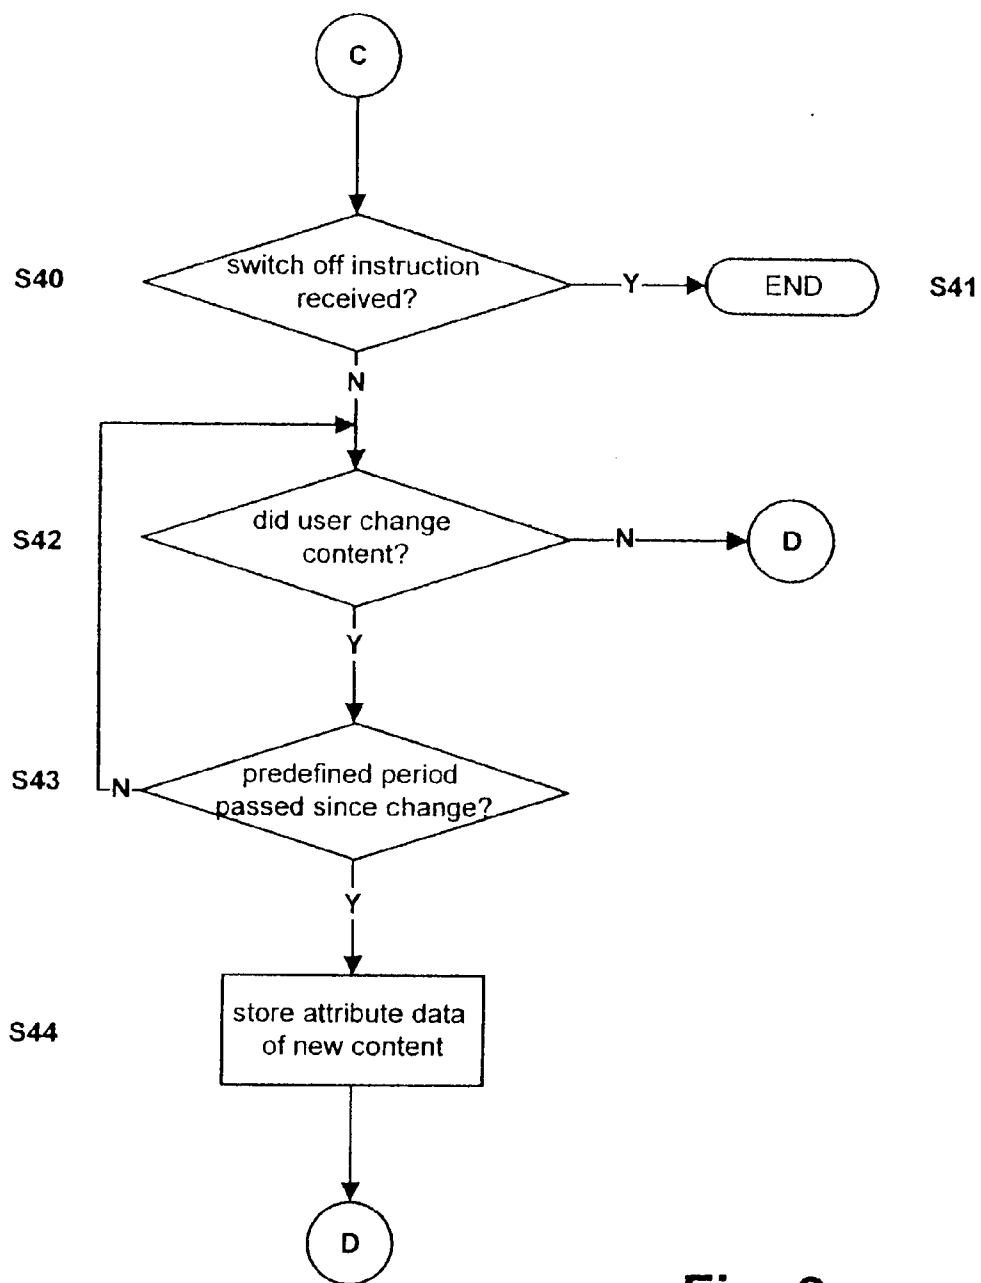 C
S40
switch off instruction
received?
Y
END
S41
N
S42
did user change
content?
N
D
Y
S43
predefined period
passed since change?
N
Y
S44
store attribute data
of new content
D